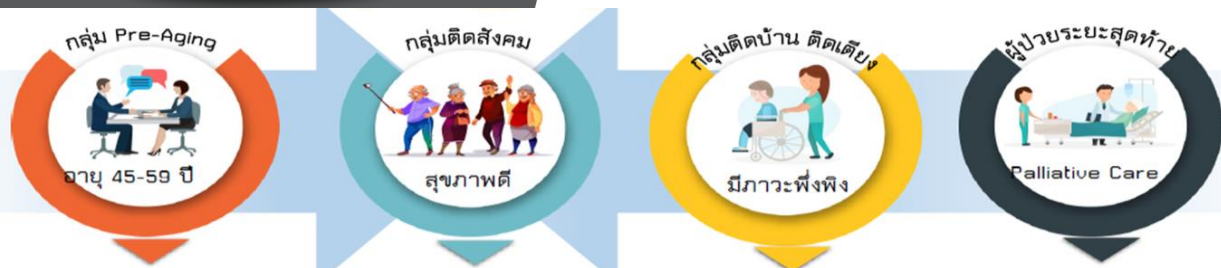 กลุ่ม Pre-Aging
อายุ 45-59 ปี
กลุ่มติดสังคม
สุขภาพดี
กลุ่มติดบ้าน ติดเตียง
มีภาวะพึ่งพิง
ผู้ป่วยระยะสุดท้าย
Palliative Care